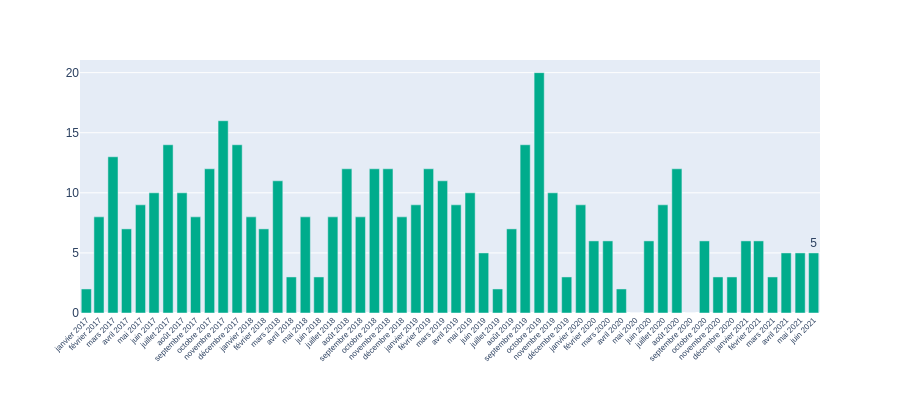 20
15
10
5
0
5
janvier 2017
février 2017
mars 2017
avril 2017
mai 2017
juin 2017
juillet 2017
août 2017
septembre 2017
octobre 2017
novembre 2017
décembre 2017
janvier 2018
février 2018
mars 2018
avril 2018
mai 2018
juin 2018
juillet 2018
août 2018
septembre 2018
octobre 2018
novembre 2018
décembre 2018
janvier 2019
février 2019
mars 2019
avril 2019
mai 2019
juin 2019
juillet 2019
août 2019
septembre 2019
octobre 2019
novembre 2019
décembre 2019
janvier 2020
février 2020
mars 2020
avril 2020
mai 2020
juin 2020
juillet 2020
août 2020
septembre 2020
octobre 2020
novembre 2020
décembre 2020
janvier 2021
février 2021
mars 2021
avril 2021
mai 2021
juin 2021